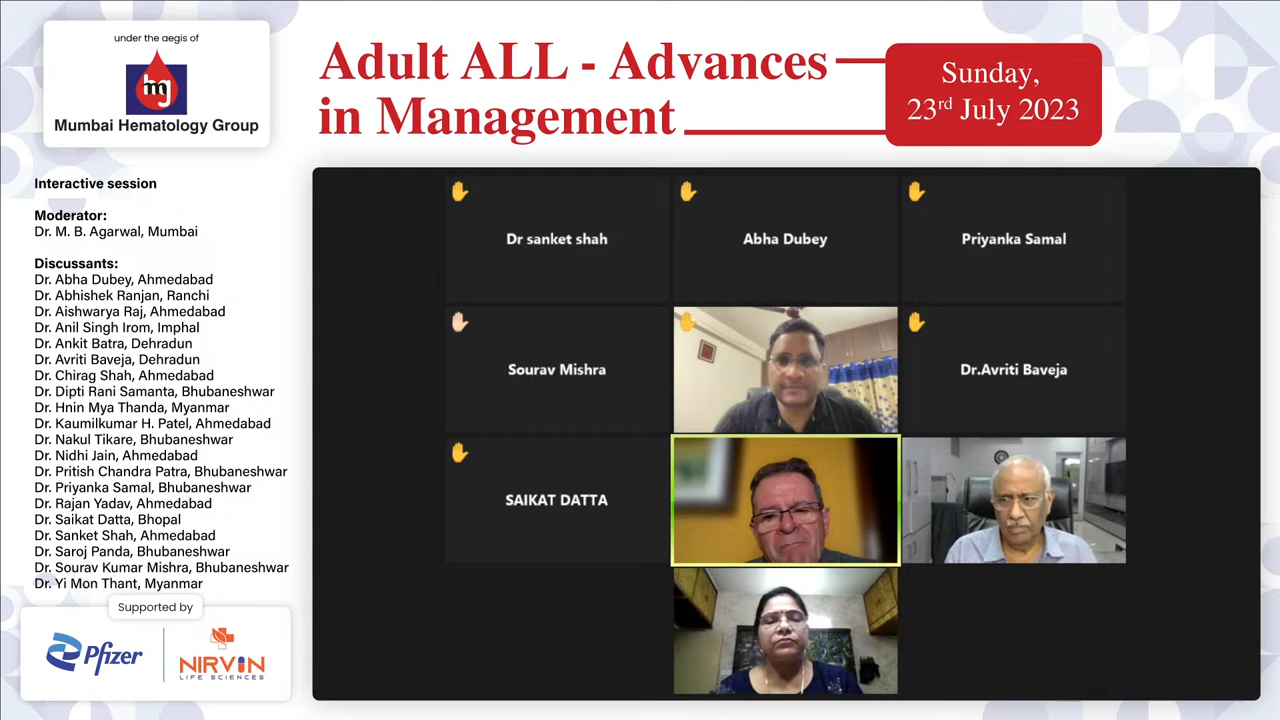 under the aegis of
mj
Mumbai Hematology Group
Adult ALL - Advances
in Management
Sunday,
23rd July 2023
Interactive session
Moderator:
Dr. M. B. Agarwal, Mumbai
Discussants:
Dr. Abha Dubey, Ahmedabad
Dr. Abhishek Ranjan, Ranchi
Dr. Aishwarya Raj, Ahmedabad
Dr. Anil Singh Irom, Imphal
Dr. Ankit Batra, Dehradun
Dr. Avriti Baveja, Dehradun
Dr. Chirag Shah, Ahmedabad
Dr. Dipti Rani Samanta, Bhubaneshwar
Dr. Hnin Mya Thanda, Myanmar
Dr. Kaumilkumar H. Patel, Ahmedabad
Dr. Nakul Tikare, Bhubaneshwar
Dr. Nidhi Jain, Ahmedabad
Dr. Pritish Chandra Patra, Bhubaneshwar
Dr. Priyanka Samal, Bhubaneshwar
Dr. Rajan Yadav, Ahmedabad
Dr. Saikat Datta, Bhopal
Dr. Sanket Shah, Ahmedabad
Dr. Saroj Panda, Bhubaneshwar
Dr. Sourav Kumar Mishra, Bhubaneshwar
Dr. Yi Mon Thant, Myanmar
Supported by
Pfizer
NIRVIN
LIFE SCIENCES
Dr sanket shah
Abha Dubey
Priyanka Samal
Sourav Mishra
Dr.Avriti Baveja
SAIKAT DATTA